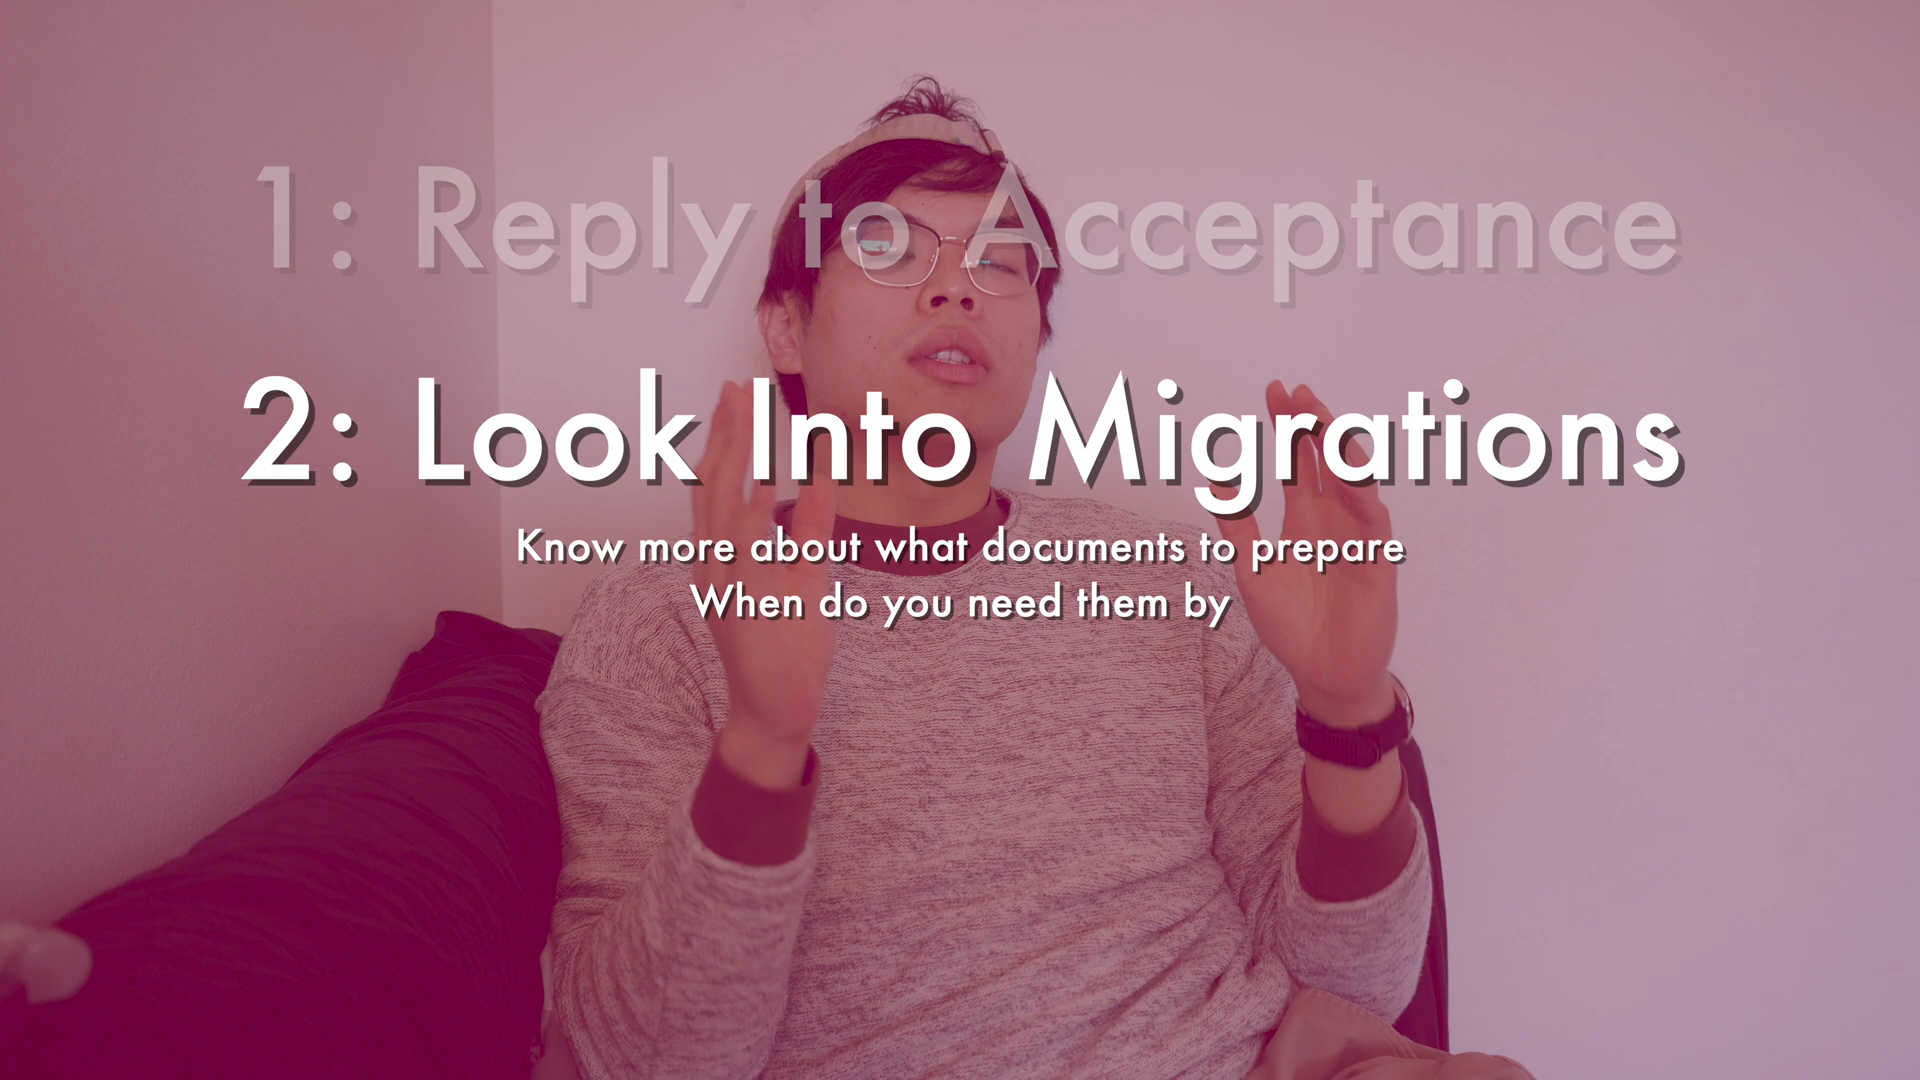 1: Reply to Acceptance
2: Look Into Migrations
Know more about what documents to prepare
When do you need them by